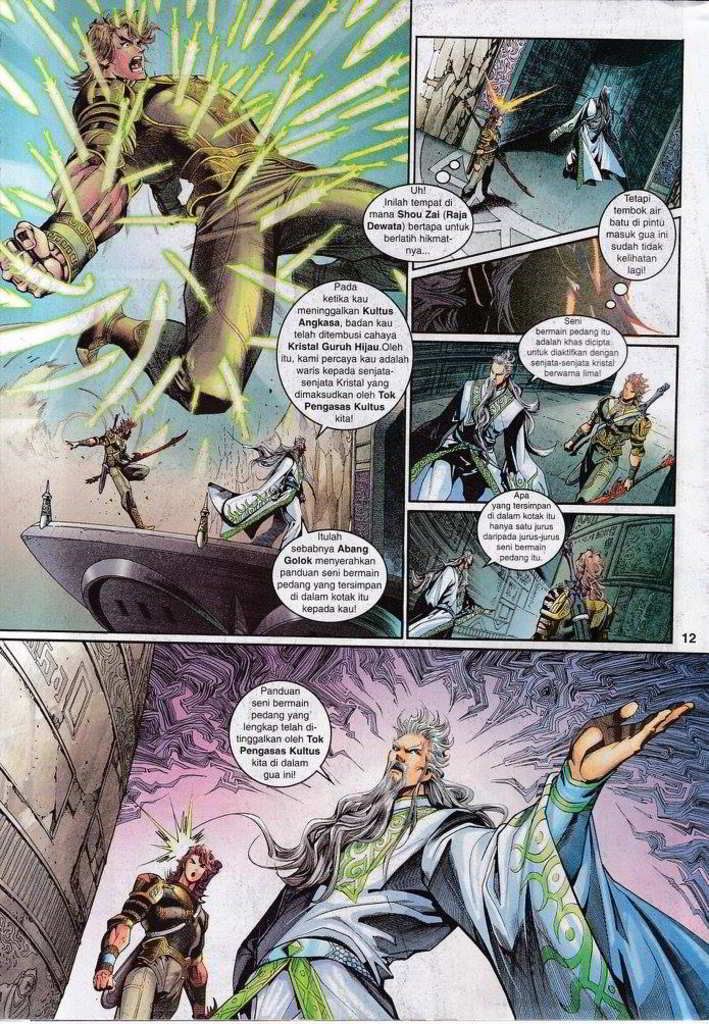 Uh!
Inilah tempat di
mana Shou Zai (Raja
Dewata) bertapa untuk
berlatih hikmat-
nya...
Tetapi
tembok air
batu di pintu
masuk gua ini
sudah tidak
kelihatan
lagi!
Pada
ketika kau
meninggalkan Kultus
Angkasa, badan kau
telah ditembusi cahaya
Kristal Guruh Hijau.Oleh
itu, kami percaya kau adalah
waris kepada senjata-
senjata Kristal yang
dimaksudkan oleh Tok
Pengasas Kultus
kita!
Itulah
sebabnya Abang
Golok menyerahkan
panduan seni bermain
pedang yang tersimpan
di dalam kotak itu
kepada kau!
Seni
bermain pedang itu
adalah khas dicipta
untuk diaktifkan dengan
senjata-senjata kristal
berwarna lima!
Apa
yang tersimpan
di dalam kotak itu
hanya satu jurus
daripada jurus-jurus
seni bermain
pedang itu.
12
Panduan
seni bermain
pedang yang
lengkap telah di-
tinggalkan oleh Tok
Pengasas Kultus
kita di dalam
gua ini!